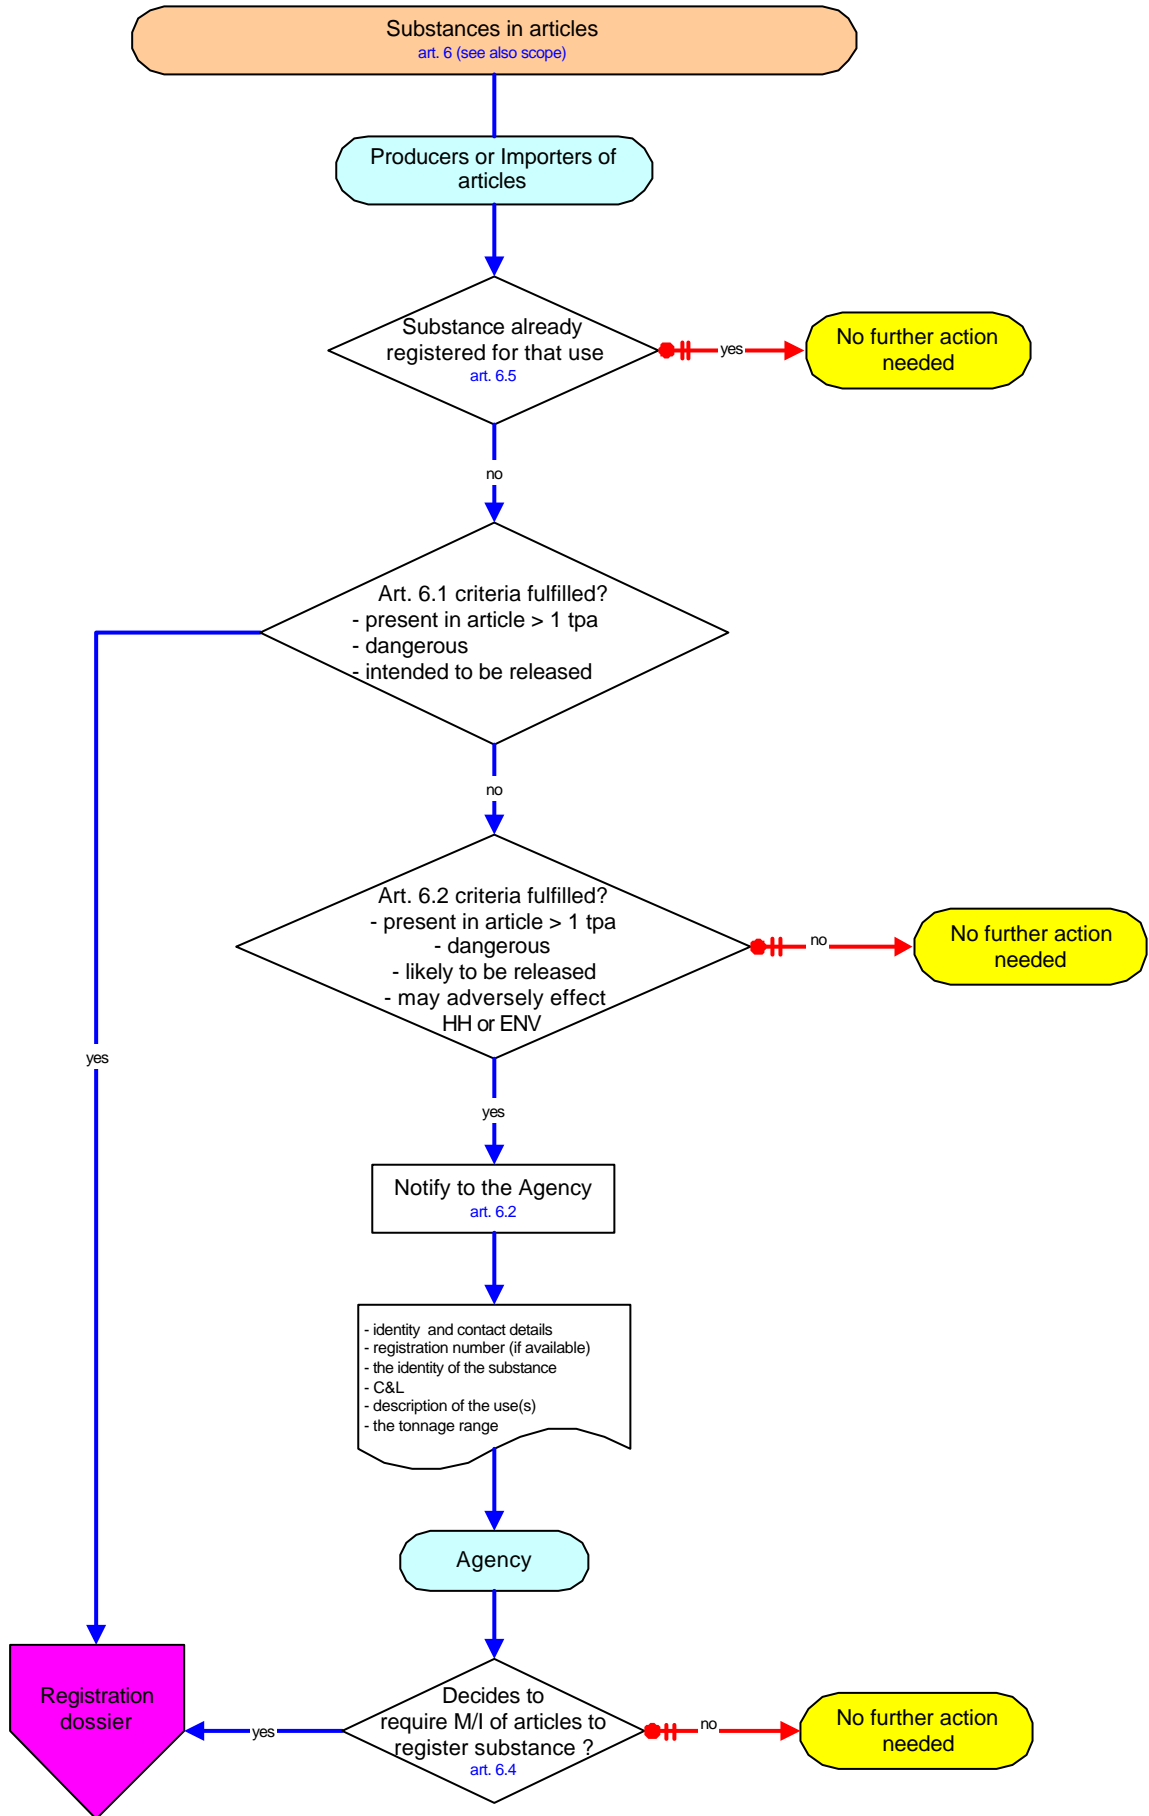 Substances in articles
art. 6 (see also scope)
Producers or Importers of
articles
Substance already
registered for that use
art. 6.5
yes
No further action
needed
no
Art. 6.1 criteria fulfilled?
- present in article > 1 tpa
- dangerous
- intended to be released
no
Art. 6.2 criteria fulfilled?
- present in article > 1 tpa
- dangerous
- likely to be released
- may adversely effect
HH or ENV
no
No further action
needed
yes
yes
Notify to the Agency
art. 6.2
- identity and contact details
- registration number (if available)
- the identity of the substance
- C&L
- description of the use(s)
- the tonnage range
Agency
Registration
dossier
yes
Decides to
require M/I of articles to
register substance ?
art. 6.4
no
No further action
needed